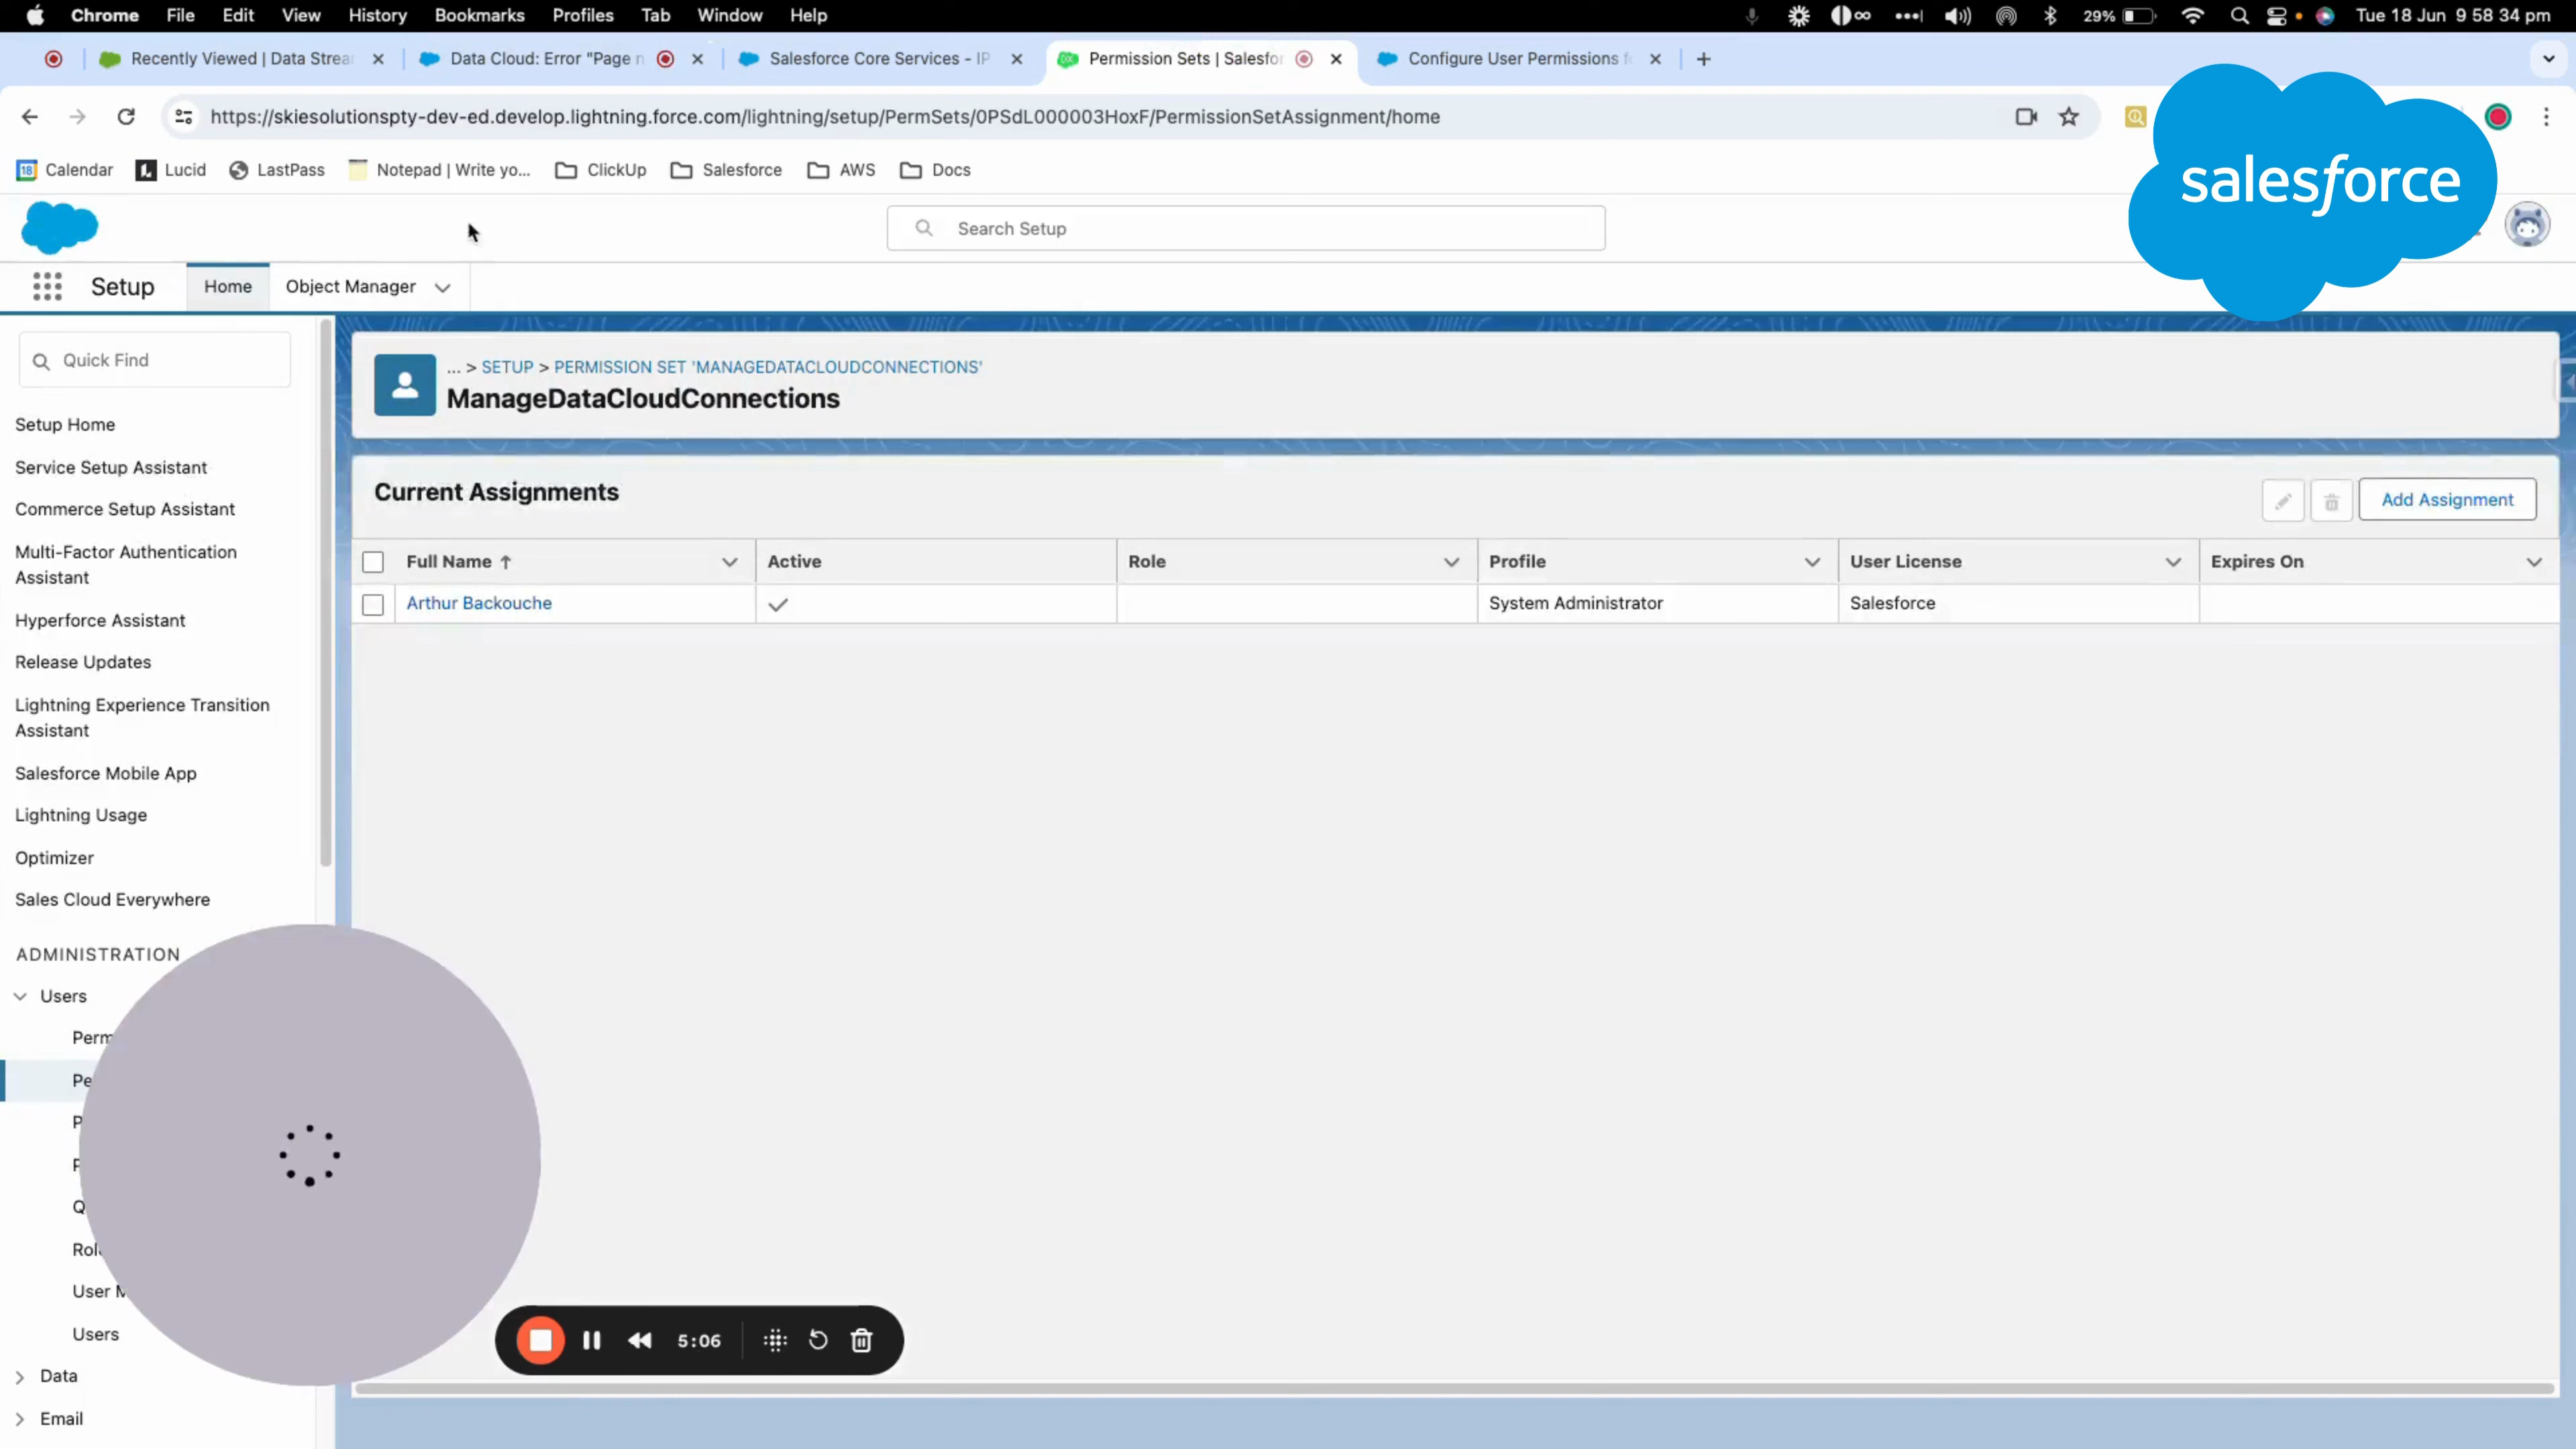 Chrome File Edit View History Bookmarks Profiles Tab Window Help 29% Tue 18 Jun 9 58 34 pm
Recently Viewed | Data Strea Data Cloud: Error "Page n Salesforce Core Services - IP Permission Sets | Salesfo Configure User Permissions f
https://skiesolutionspty-dev-ed.develop.lightning.force.com/lightning/setup/PermSets/0PSdL000003HoxF/PermissionSetAssignment/home
18 Calendar Lucid LastPass Notepad | Write yo... ClickUp Salesforce AWS Docs
salesforce
Search Setup
Setup Home Object Manager
Quick Find
Setup Home
Service Setup Assistant
Commerce Setup Assistant
Multi-Factor Authentication
Assistant
Hyperforce Assistant
Release Updates
Lightning Experience Transition
Assistant
Salesforce Mobile App
Lightning Usage
Optimizer
Sales Cloud Everywhere
ADMINISTRATION
Users
Perm
Pe
P
P
Q
Rol
User M
Users
Data
Email
... > SETUP > PERMISSION SET 'MANAGEDATACLOUDCONNECTIONS'
ManageDataCloudConnections
Current Assignments
Add Assignment
Full Name Active Role Profile User License Expires On
Arthur Backouche System Administrator Salesforce
5:06